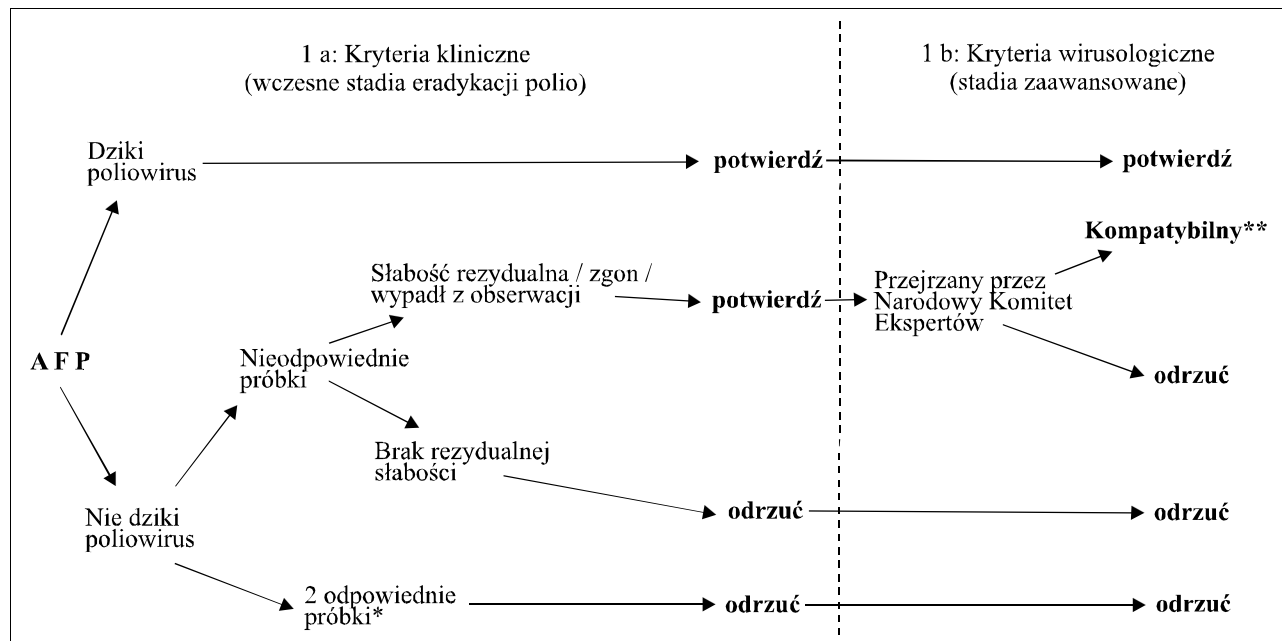 1 a: Kryteria kliniczne
(wczesne stadia eradykacji polio)
1 b: Kryteria wirusologiczne
(stadia zaawansowane)
Dziki
poliowirus
potwierdź
potwierdź
Kompatybilny**
Słabość rezydualna / zgon /
wypadł z obserwacji
potwierdź
Przejrzany przez
Narodowy Komitet
Ekspertów
A F P
Nieodpowiednie
próbki
odrzuć
Brak rezydualnej
słabości
odrzuć
odrzuć
Nie dziki
poliowirus
2 odpowiednie
próbki*
odrzuć
odrzuć